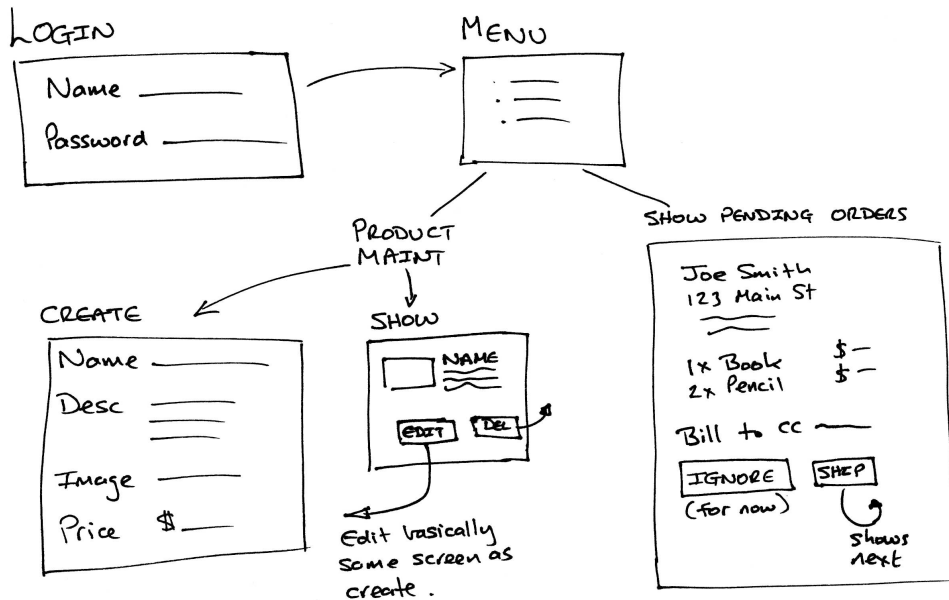 LOGIN
Name
Password
MENU
PRODUCT
MAINT
CREATE
Name
Desc
Image
Price $
SHOW
NAME
EDIT
DEL
Edit basically
same screen as
create.
SHOW PENDING ORDERS
Joe Smith
123 Main St
1x Book $-
2x Pencil $-
Bill to CC
IGNORE
(for now)
SHIP
shows
next